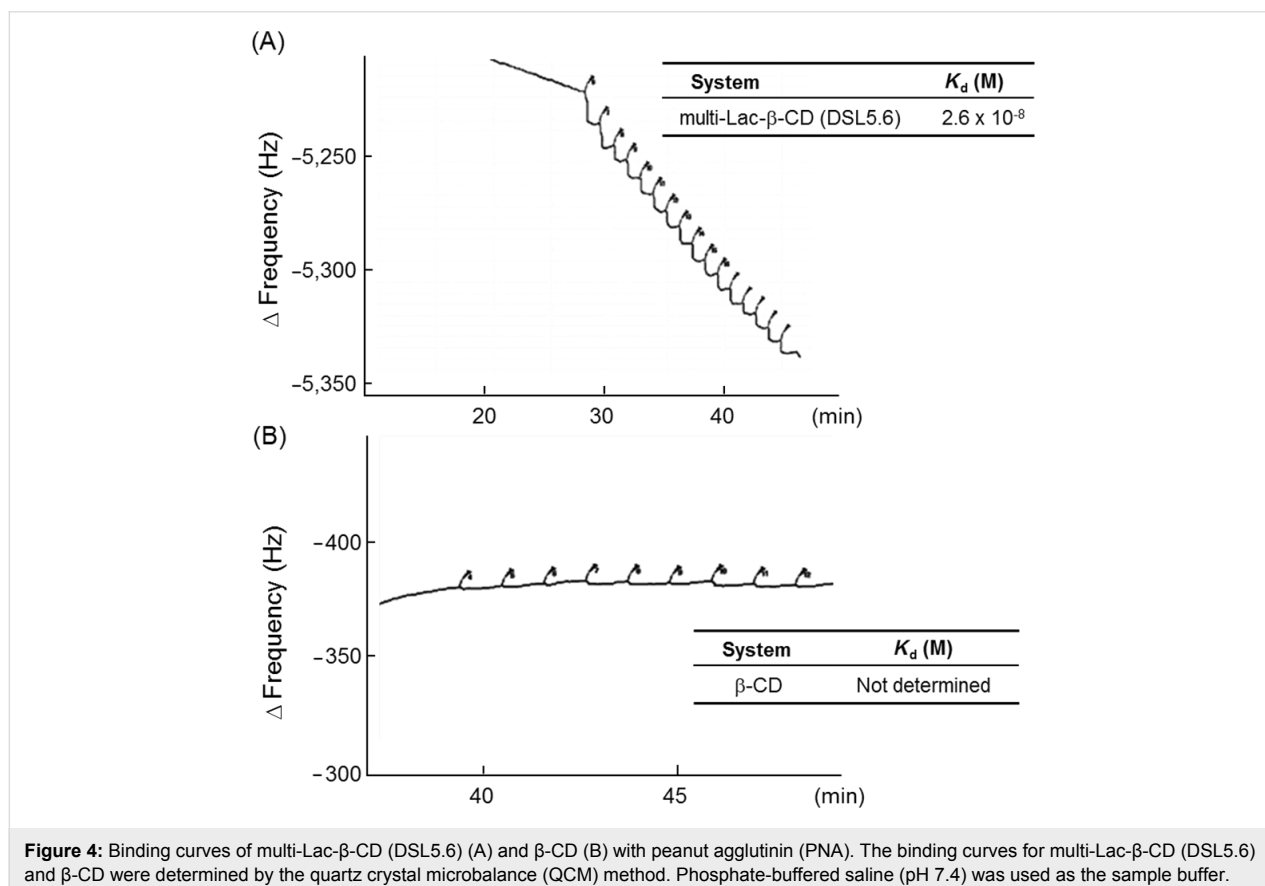 (A)
System Kd (M)
multi-Lac-β-CD (DSL5.6) 2.6 x 10⁻⁸
Δ Frequency (Hz)
−5,250
−5,300
−5,350
20 30 40 (min)
(B)
Δ Frequency (Hz)
−400
−350
−300
System Kd (M)
β-CD Not determined
40 45 (min)
Figure 4: Binding curves of multi-Lac-β-CD (DSL5.6) (A) and β-CD (B) with peanut agglutinin (PNA). The binding curves for multi-Lac-β-CD (DSL5.6)
and β-CD were determined by the quartz crystal microbalance (QCM) method. Phosphate-buffered saline (pH 7.4) was used as the sample buffer.